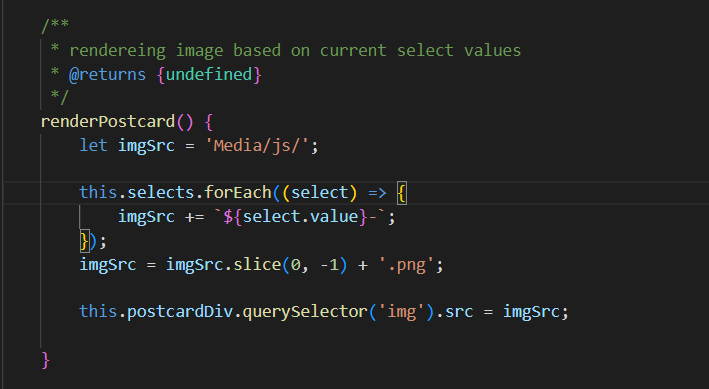 /**
 * rendereing image based on current select values
 * @returns {undefined}
 */
renderPostcard() {
    let imgSrc = 'Media/js/';
    this.selects.forEach((select) => {
        imgSrc += `${select.value}-`;
    });
    imgSrc = imgSrc.slice(0, -1) + '.png';
    this.postcardDiv.querySelector('img').src = imgSrc;
}